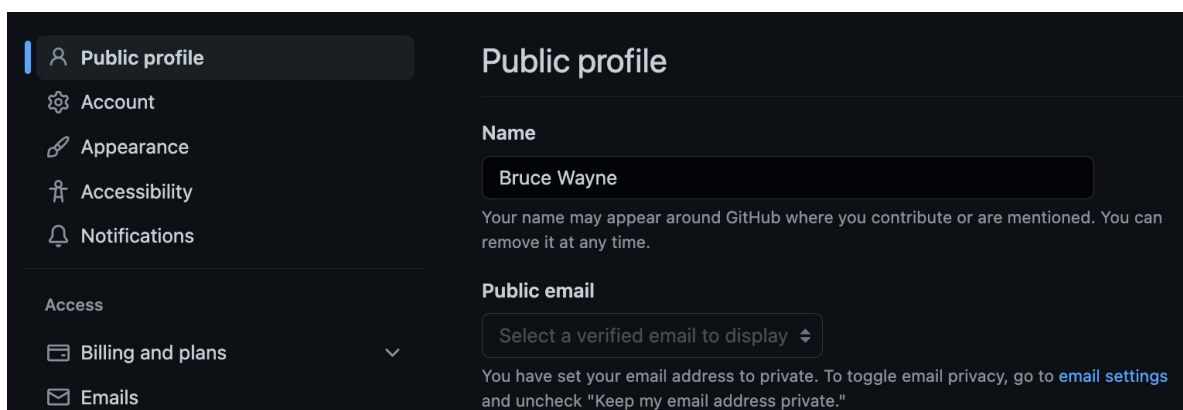 Public profile
Account
Appearance
Accessibility
Notifications
Access
Billing and plans
Emails
Public profile
Name
Bruce Wayne
Your name may appear around GitHub where you contribute or are mentioned. You can
remove it at any time.
Public email
Select a verified email to display
You have set your email address to private. To toggle email privacy, go to email settings
and uncheck "Keep my email address private."